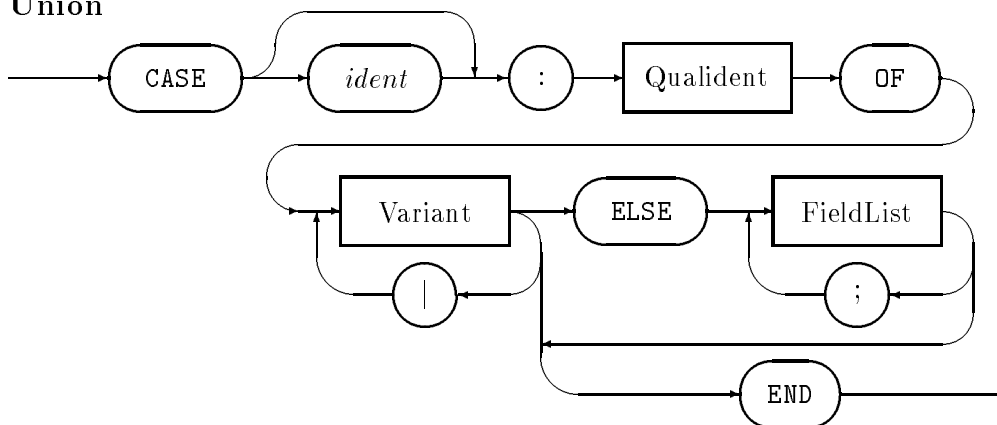 Union
CASE ident : Qualident OF
Variant ELSE FieldList
| ;
END